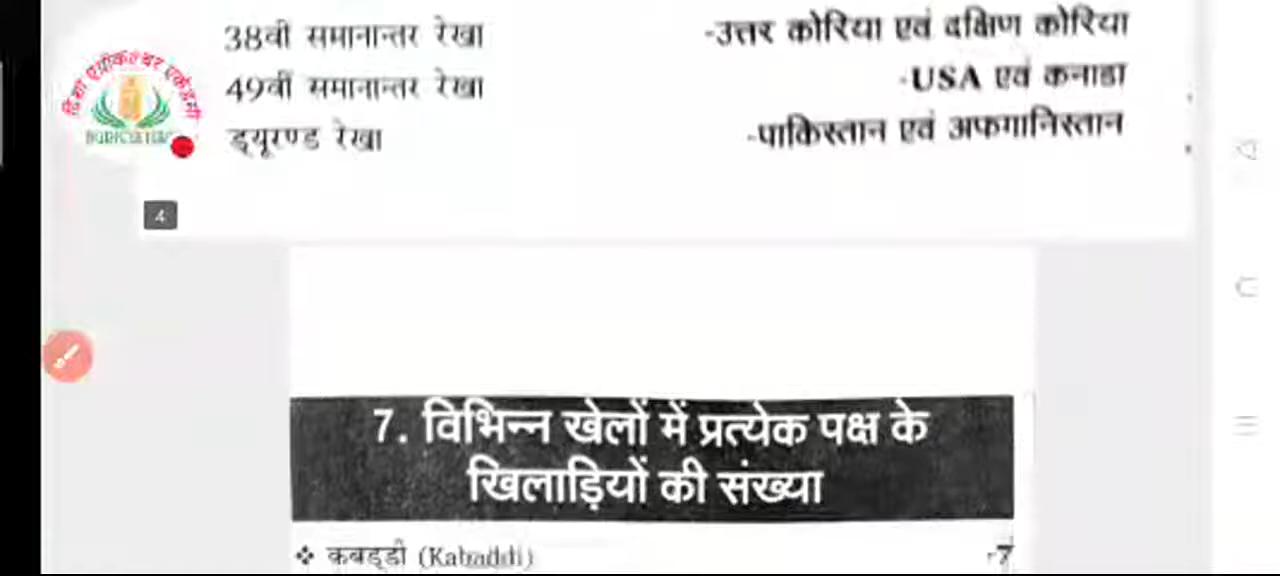 38वी समानान्तर रेखा -उत्तर कोरिया एवं दक्षिण कोरिया
49वीं समानान्तर रेखा -USA एवं कनाडा
ड्यूरण्ड रेखा -पाकिस्तान एवं अफगानिस्तान
4
7. विभिन्न खेलों में प्रत्येक पक्ष के
खिलाड़ियों की संख्या
❖ कबड्डी (Kabaddi) -7